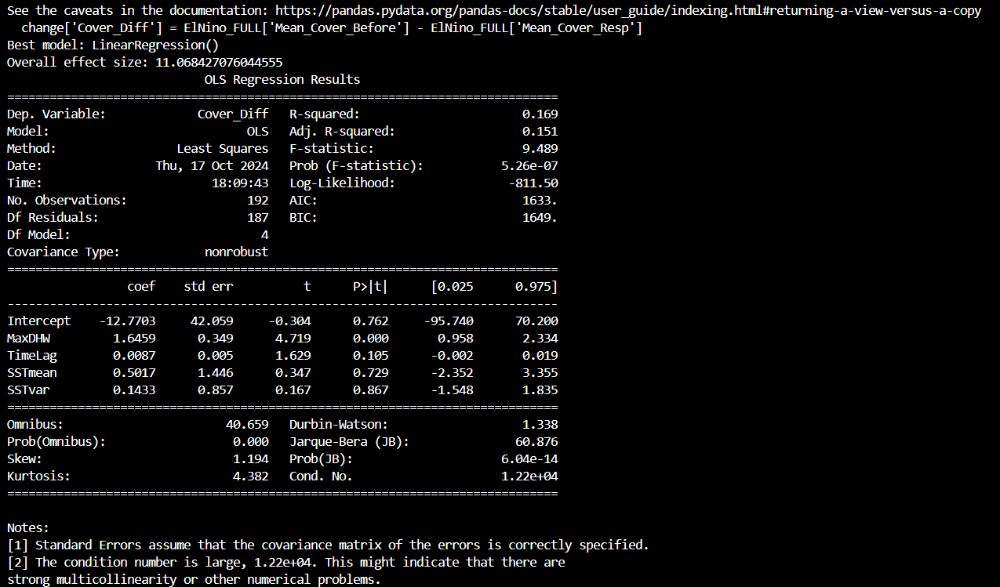 See the caveats in the documentation: https://pandas.pydata.org/pandas-docs/stable/user_guide/indexing.html#returning-a-view-versus-a-copy
  change['Cover_Diff'] = ElNino_FULL['Mean_Cover_Before'] - ElNino_FULL['Mean_Cover_Resp']
Best model: LinearRegression()
Overall effect size: 11.068427076044555
                            OLS Regression Results
==============================================================================
Dep. Variable:             Cover_Diff   R-squared:                       0.169
Model:                            OLS   Adj. R-squared:                  0.151
Method:                 Least Squares   F-statistic:                     9.489
Date:                Thu, 17 Oct 2024   Prob (F-statistic):           5.26e-07
Time:                        18:09:43   Log-Likelihood:                -811.50
No. Observations:                 192   AIC:                             1633.
Df Residuals:                     187   BIC:                             1649.
Df Model:                           4
Covariance Type:            nonrobust
==============================================================================
                 coef    std err          t      P>|t|      [0.025      0.975]
------------------------------------------------------------------------------
Intercept    -12.7703     42.059     -0.304      0.762     -95.740      70.200
MaxDHW         1.6459      0.349      4.719      0.000       0.958       2.334
TimeLag        0.0087      0.005      1.629      0.105      -0.002       0.019
SSTmean        0.5017      1.446      0.347      0.729      -2.352       3.355
SSTvar         0.1433      0.857      0.167      0.867      -1.548       1.835
==============================================================================
Omnibus:                       40.659   Durbin-Watson:                   1.338
Prob(Omnibus):                  0.000   Jarque-Bera (JB):               60.876
Skew:                           1.194   Prob(JB):                     6.04e-14
Kurtosis:                       4.382   Cond. No.                     1.22e+04
==============================================================================
Notes:
[1] Standard Errors assume that the covariance matrix of the errors is correctly specified.
[2] The condition number is large, 1.22e+04. This might indicate that there are
strong multicollinearity or other numerical problems.